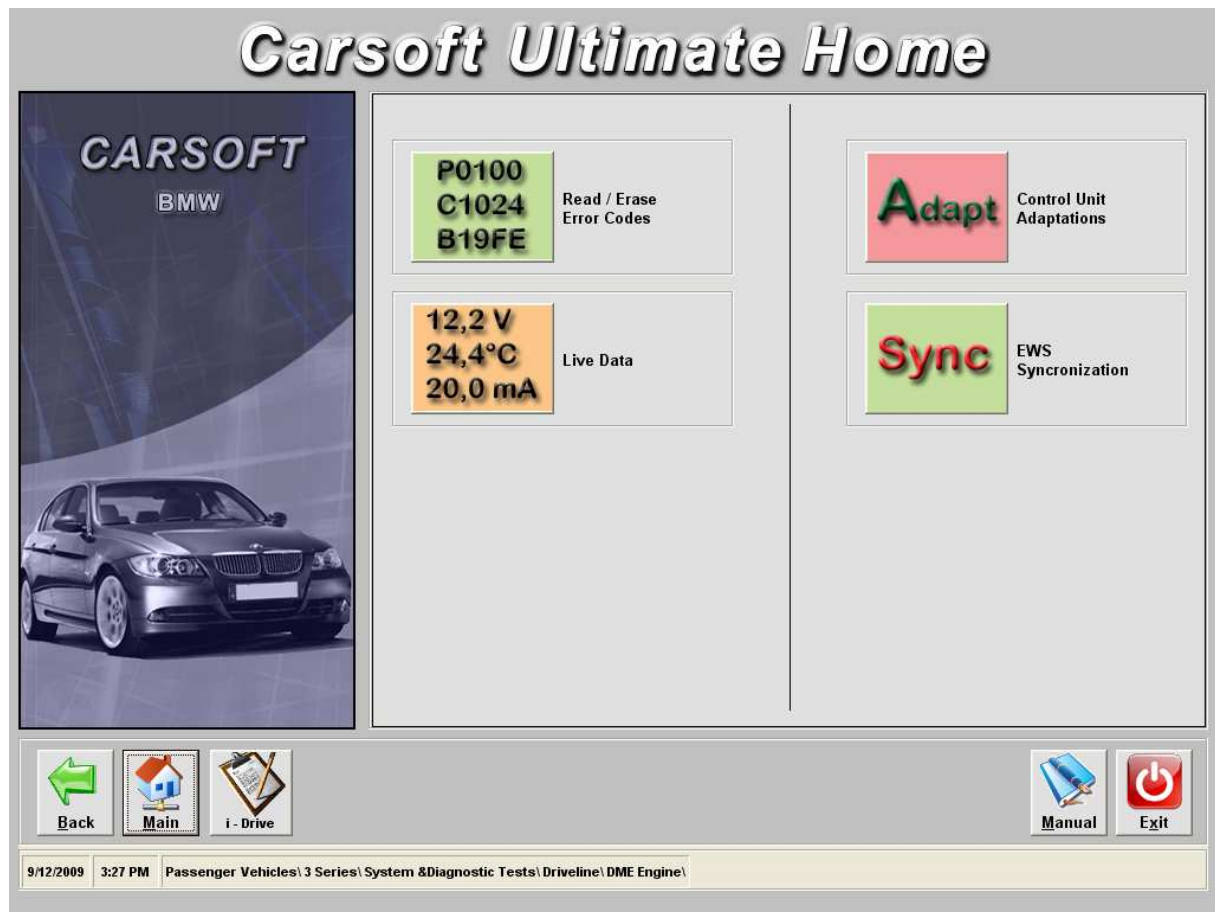 Carsoft Ultimate Home
CARSOFT
BMW
P0100
C1024
B19FE
Read / Erase
Error Codes
12,2 V
24,4°C
20,0 mA
Live Data
Adapt
Control Unit
Adaptations
Sync
EWS
Syncronization
Back
Main
i - Drive
Manual
Exit
9/12/2009
3:27 PM
Passenger Vehicles\ 3 Series\ System &Diagnostic Tests\ Driveline\ DME Engine\